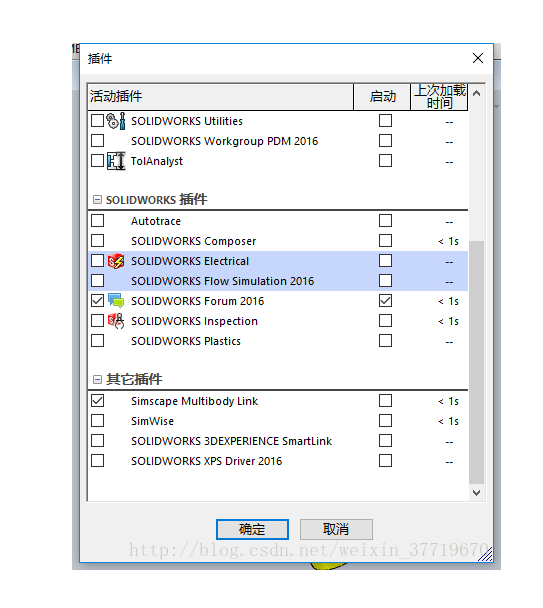 插件
活动插件 启动 上次加载时间
SOLIDWORKS Utilities --
SOLIDWORKS Workgroup PDM 2016 --
TolAnalyst --
SOLIDWORKS 插件
Autotrace --
SOLIDWORKS Composer < 1s
SOLIDWORKS Electrical --
SOLIDWORKS Flow Simulation 2016 --
SOLIDWORKS Forum 2016 < 1s
SOLIDWORKS Inspection < 1s
SOLIDWORKS Plastics --
其它插件
Simscape Multibody Link < 1s
SimWise < 1s
SOLIDWORKS 3DEXPERIENCE SmartLink --
SOLIDWORKS XPS Driver 2016 --
确定 取消
http://blog.csdn.net/weixin_37719670